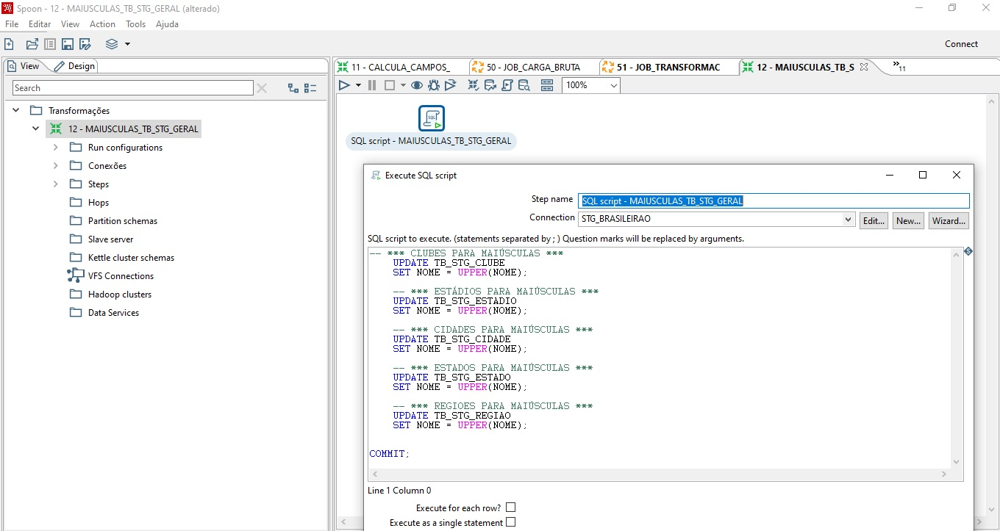 Spoon - 12 - MAIUSCULAS_TB_STG_GERAL (alterado)
File Editar View Action Tools Ajuda
Connect
View Design
11 - CALCULA_CAMPOS_ 50 - JOB_CARGA_BRUTA 51 - JOB_TRANSFORMAC 12 - MAIUSCULAS_TB_S »11
Search
100%
Transformações
12 - MAIUSCULAS_TB_STG_GERAL
Run configurations
Conexões
Steps
Hops
Partition schemas
Slave server
Kettle cluster schemas
VFS Connections
Hadoop clusters
Data Services
SQL
SQL script - MAIUSCULAS_TB_STG_GERAL
Execute SQL script
Step name SQL script - MAIUSCULAS_TB_STG_GERAL
Connection STG_BRASILEIRAO Edit... New... Wizard...
SQL script to execute. (statements separated by ; ) Question marks will be replaced by arguments.
-- *** CLUBES PARA MAIÚSCULAS ***
UPDATE TB_STG_CLUBE
SET NOME = UPPER(NOME);
-- *** ESTÁDIOS PARA MAIÚSCULAS ***
UPDATE TB_STG_ESTADIO
SET NOME = UPPER(NOME);
-- *** CIDADES PARA MAIÚSCULAS ***
UPDATE TB_STG_CIDADE
SET NOME = UPPER(NOME);
-- *** ESTADOS PARA MAIÚSCULAS ***
UPDATE TB_STG_ESTADO
SET NOME = UPPER(NOME);
-- *** REGIOES PARA MAIÚSCULAS ***
UPDATE TB_STG_REGIAO
SET NOME = UPPER(NOME);
COMMIT;
Line 1 Column 0
Execute for each row?
Execute as a single statement